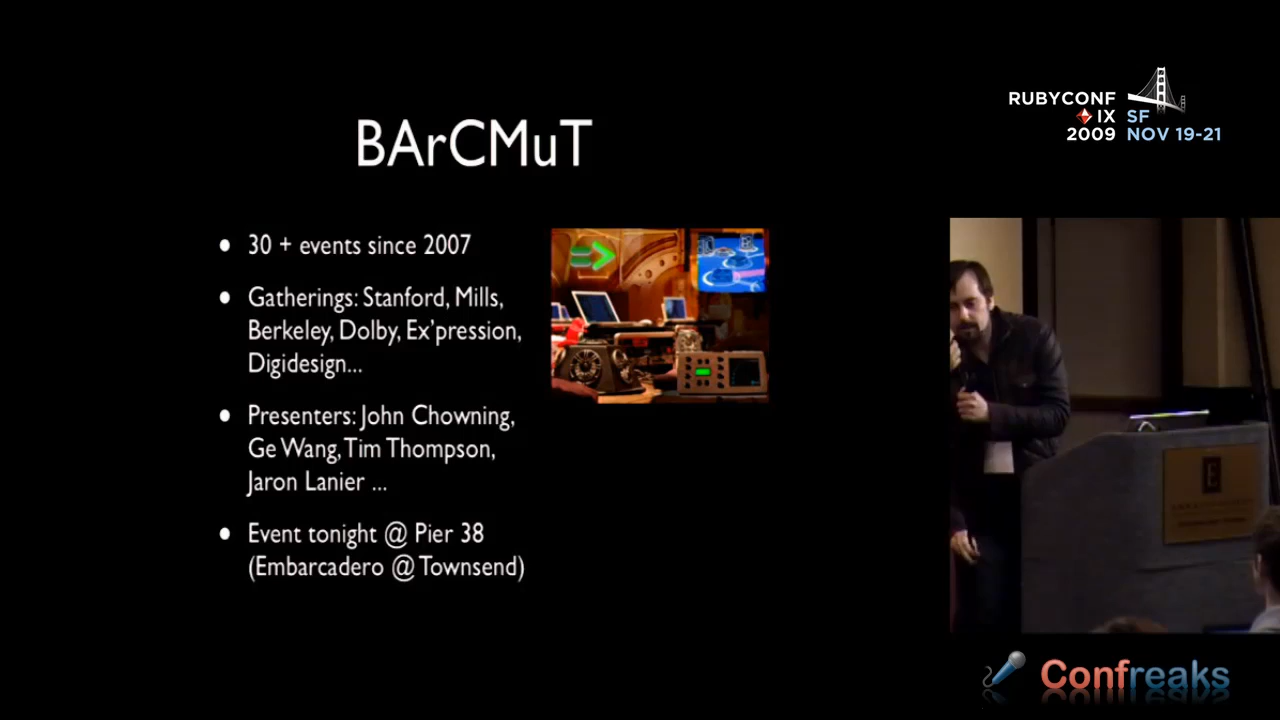 RUBYCONF
IX SF
2009 NOV 19-21
BArCMuT
• 30 + events since 2007
• Gatherings: Stanford, Mills,
Berkeley, Dolby, Ex'pression,
Digidesign...
• Presenters: John Chowning,
Ge Wang, Tim Thompson,
Jaron Lanier ...
• Event tonight @ Pier 38
(Embarcadero @ Townsend)
E
Confreaks